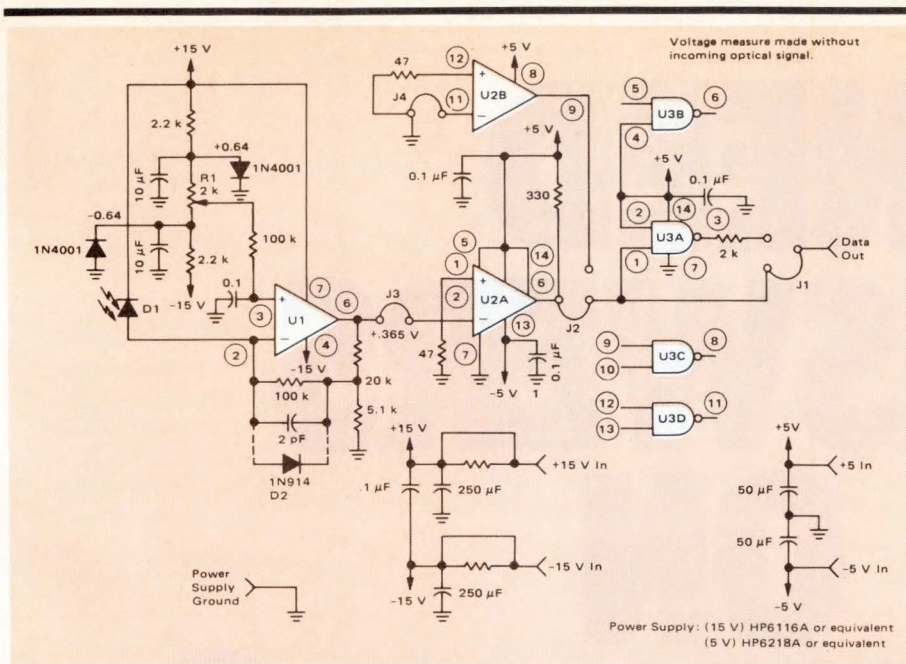 Voltage measure made without
incoming optical signal.
+15 V
2.2 k
+0.64
10 µF
R1
2 k
1N4001
-0.64
1N4001
10 µF
100 k
2.2 k
-15 V
D1
0.1
3
+
7
U1
6
2
−
4
-15 V
100 k
2 pF
1N914
D2
20 k
5.1 k
J3
+.365 V
47
J4
12
+
11
−
U2B
+5 V
8
9
+5 V
0.1 µF
330
5
14
1
+
2
−
U2A
6
13
7
47
-5 V
0.1 µF
1
J2
5
4
U3B
6
+5 V
0.1 µF
2
14
U3A
3
1
7
2 k
Data
Out
J1
9
10
U3C
8
12
13
U3D
11
+15 V
+15 V In
.1 µF
250 µF
-15 V In
-15 V
250 µF
Power
Supply
Ground
+5V
+5 In
50 µF
50 µF
-5 V In
-5 V
Power Supply: (15 V) HP6116A or equivalent
(5 V) HP6218A or equivalent